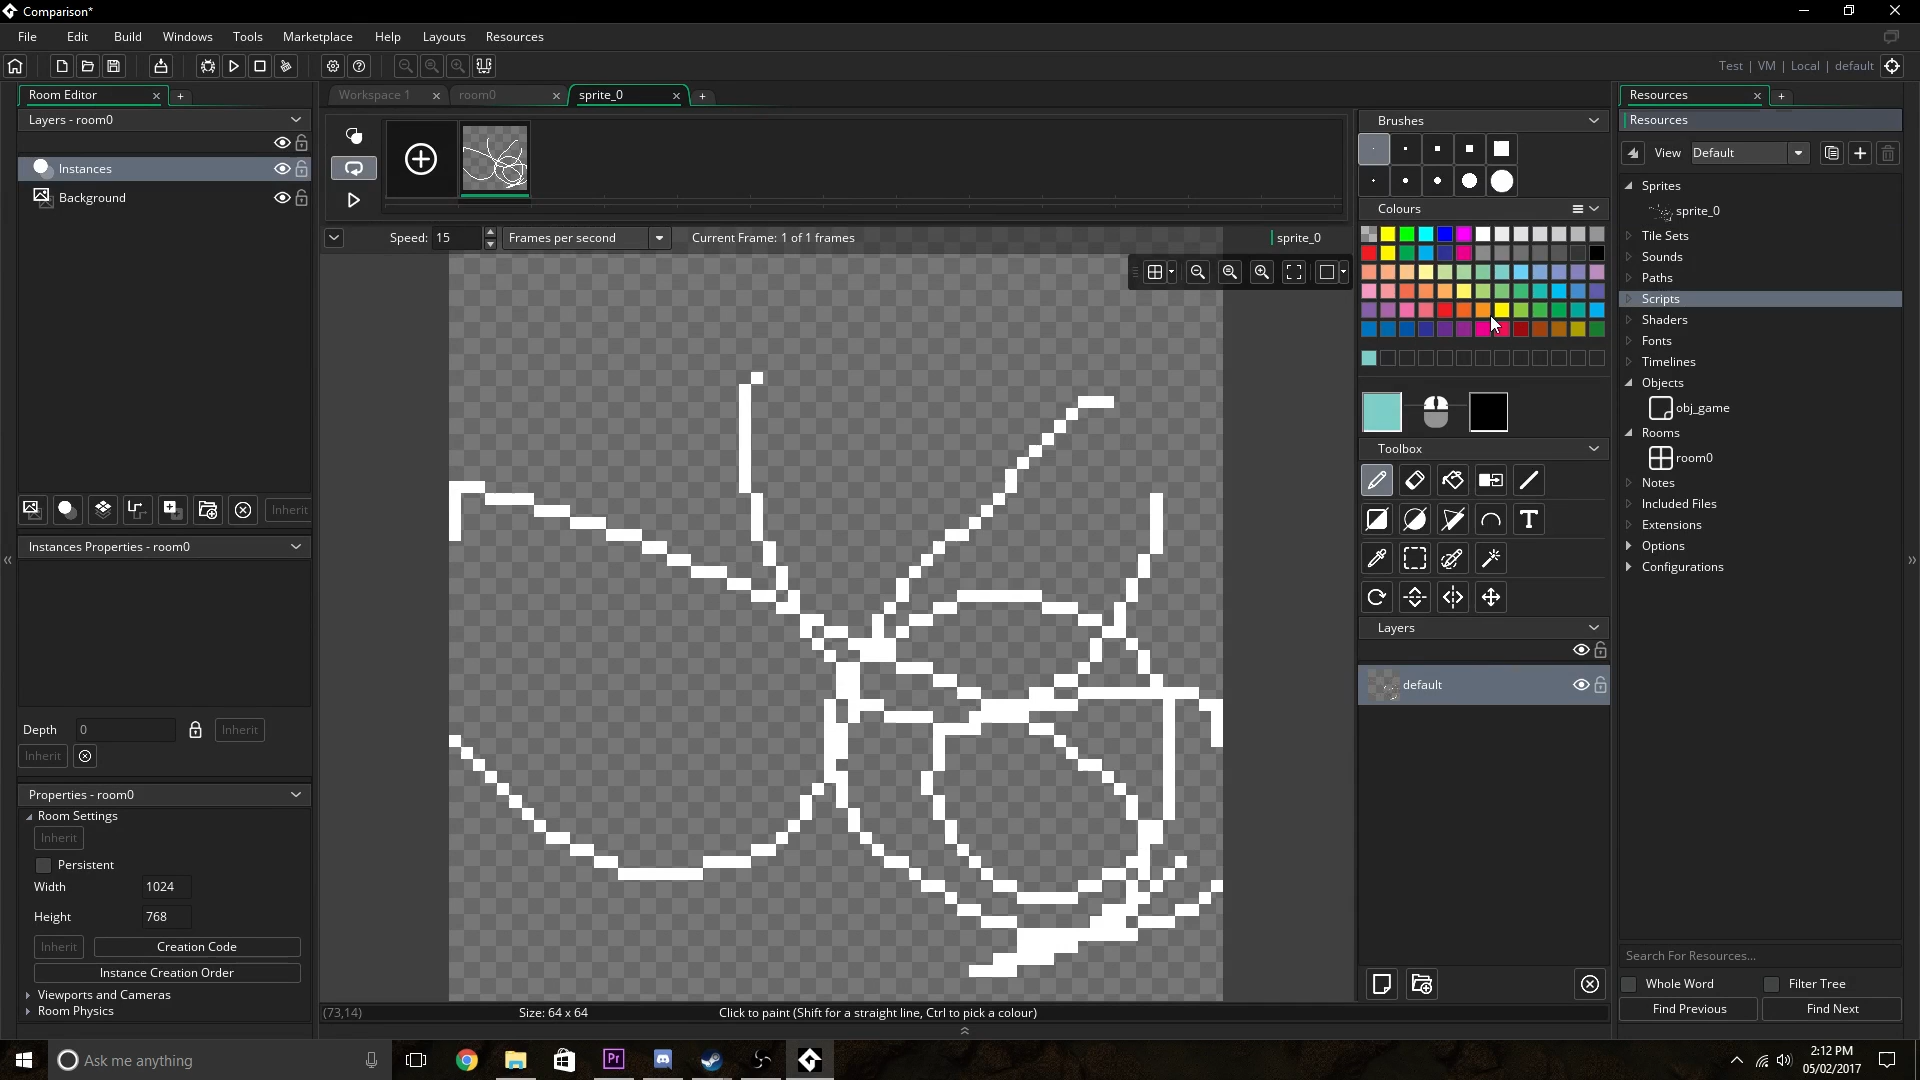 Comparison*
File Edit Build Windows Tools Marketplace Help Layouts Resources
Test | VM | Local | default
Room Editor
Workspace 1
room0
sprite_0
Resources
Layers - room0
Instances
Background
Inherit
Instances Properties - room0
Depth 0 Inherit
Inherit
Properties - room0
Room Settings
Inherit
Persistent
Width 1024
Height 768
Inherit Creation Code
Instance Creation Order
Viewports and Cameras
Room Physics
Speed: 15 Frames per second Current Frame: 1 of 1 frames sprite_0
(73,14) Size: 64 x 64 Click to paint (Shift for a straight line, Ctrl to pick a colour)
Brushes
Colours
Toolbox
T
Layers
default
Resources
View Default
Sprites
sprite_0
Tile Sets
Sounds
Paths
Scripts
Shaders
Fonts
Timelines
Objects
obj_game
Rooms
room0
Notes
Included Files
Extensions
Options
Configurations
Search For Resources...
Whole Word Filter Tree
Find Previous Find Next
Ask me anything
Pr
2:12 PM
05/02/2017